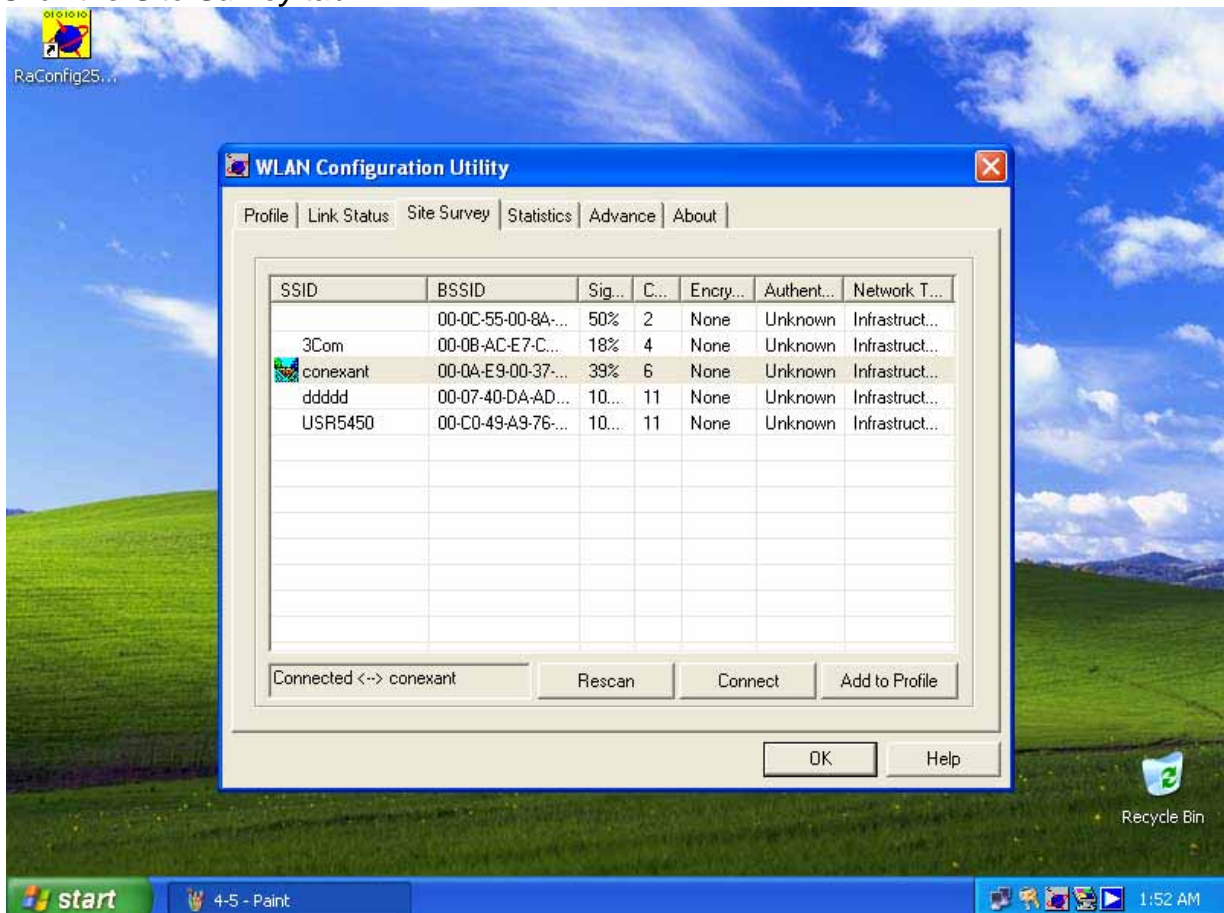 0101010
RaConfig25...
WLAN Configuration Utility
Profile Link Status Site Survey Statistics Advance About
SSID BSSID Sig... C... Encry... Authent... Network T...
00-0C-55-00-8A-... 50% 2 None Unknown Infrastruct...
3Com 00-0B-AC-E7-C... 18% 4 None Unknown Infrastruct...
conexant 00-0A-E9-00-37-... 39% 6 None Unknown Infrastruct...
ddddd 00-07-40-DA-AD... 10... 11 None Unknown Infrastruct...
USR5450 00-C0-49-A9-76-... 10... 11 None Unknown Infrastruct...
Connected <--> conexant Rescan Connect Add to Profile
OK Help
Recycle Bin
start 4-5 - Paint 1:52 AM